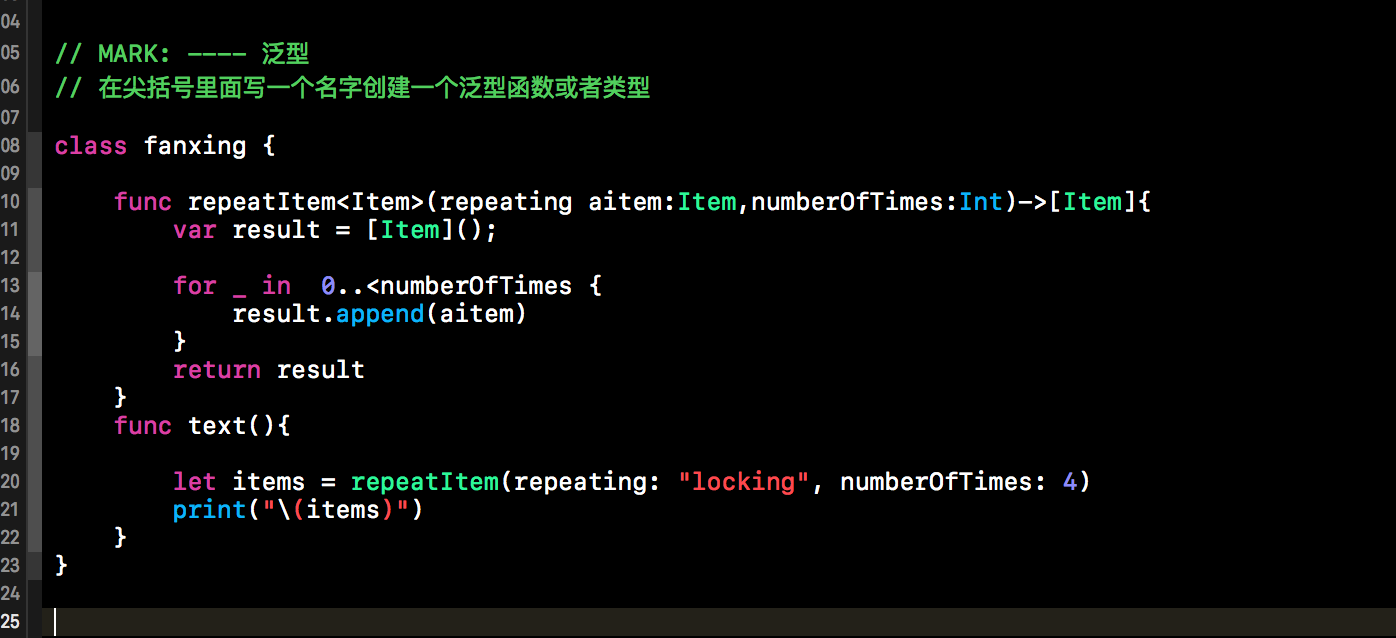 04
05 // MARK: ---- 泛型
06 // 在尖括号里面写一个名字创建一个泛型函数或者类型
07
08 class fanxing {
09
10     func repeatItem<Item>(repeating aitem:Item,numberOfTimes:Int)->[Item]{
11         var result = [Item]();
12
13         for _ in  0..<numberOfTimes {
14             result.append(aitem)
15         }
16         return result
17     }
18     func text(){
19
20         let items = repeatItem(repeating: "locking", numberOfTimes: 4)
21         print("\(items)")
22     }
23 }
24
25